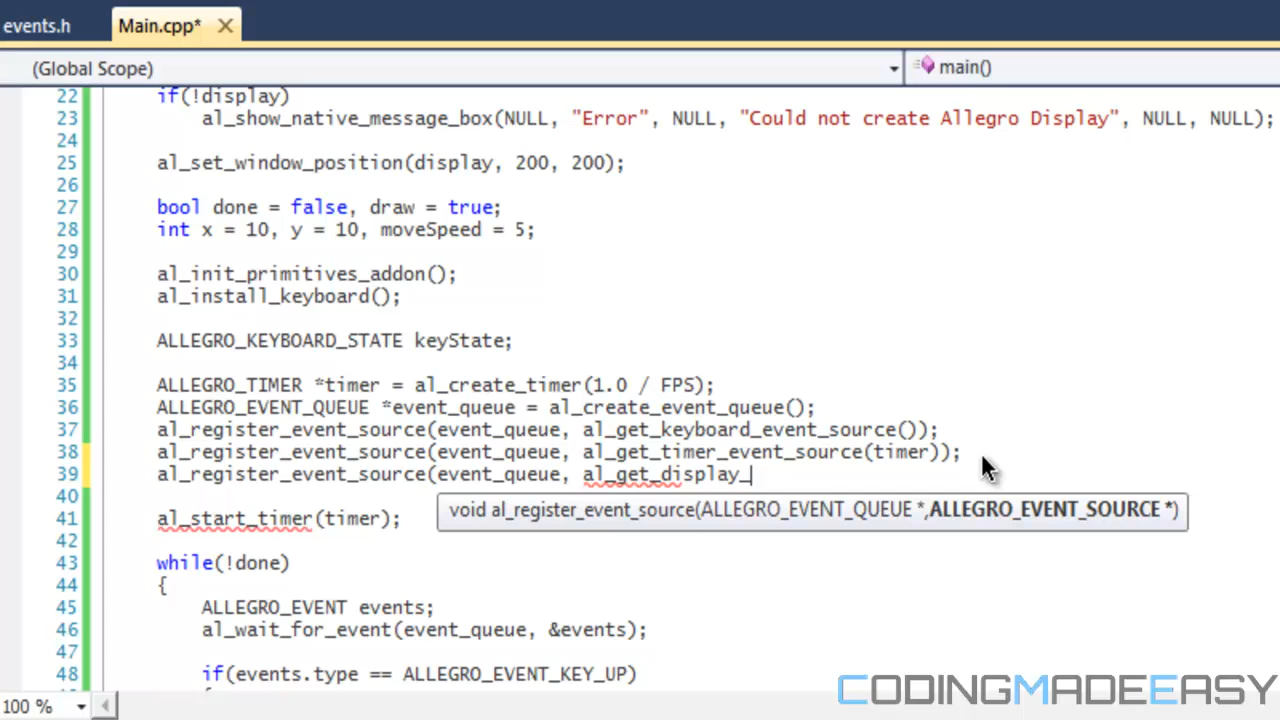 events.h Main.cpp*
(Global Scope) main()
22 if(!display)
23 al_show_native_message_box(NULL, "Error", NULL, "Could not create Allegro Display", NULL, NULL);
24
25 al_set_window_position(display, 200, 200);
26
27 bool done = false, draw = true;
28 int x = 10, y = 10, moveSpeed = 5;
29
30 al_init_primitives_addon();
31 al_install_keyboard();
32
33 ALLEGRO_KEYBOARD_STATE keyState;
34
35 ALLEGRO_TIMER *timer = al_create_timer(1.0 / FPS);
36 ALLEGRO_EVENT_QUEUE *event_queue = al_create_event_queue();
37 al_register_event_source(event_queue, al_get_keyboard_event_source());
38 al_register_event_source(event_queue, al_get_timer_event_source(timer));
39 al_register_event_source(event_queue, al_get_display_
40
void al_register_event_source(ALLEGRO_EVENT_QUEUE *,ALLEGRO_EVENT_SOURCE *)
41 al_start_timer(timer);
42
43 while(!done)
44 {
45 ALLEGRO_EVENT events;
46 al_wait_for_event(event_queue, &events);
47
48 if(events.type == ALLEGRO_EVENT_KEY_UP)
100 %
CODINGMADEEASY